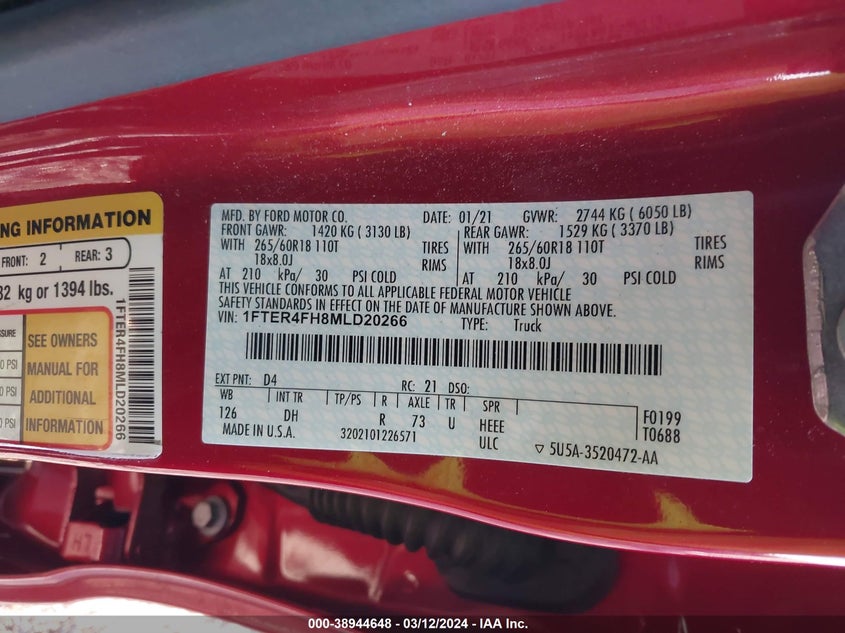 NG INFORMATION
FRONT: 2 REAR: 3
kg or 1394 lbs.
PSI
SEE OWNERS
MANUAL FOR
ADDITIONAL
INFORMATION
1FTER4FH8MLD20266
MFD. BY FORD MOTOR CO. DATE: 01/21 GVWR: 2744 KG ( 6050 LB)
FRONT GAWR: 1420 KG ( 3130 LB) REAR GAWR: 1529 KG ( 3370 LB)
WITH 265/60R18 110T TIRES WITH 265/60R18 110T TIRES
18x8.0J RIMS 18x8.0J RIMS
AT 210 kPa/ 30 PSI COLD AT 210 kPa/ 30 PSI COLD
THIS VEHICLE CONFORMS TO ALL APPLICABLE FEDERAL MOTOR VEHICLE
SAFETY STANDARDS IN EFFECT ON THE DATE OF MANUFACTURE SHOWN ABOVE.
VIN: 1FTER4FH8MLD20266 TYPE: Truck
EXT PNT: D4 RC: 21 DSO:
WB INT TR TP/PS R AXLE TR SPR
126 DH R 73 U HEEE F0199
MADE IN U.S.A. 3202101226571 ULC T0688
5U5A-3520472-AA
H7
000-38944648 - 03/12/2024 - IAA Inc.